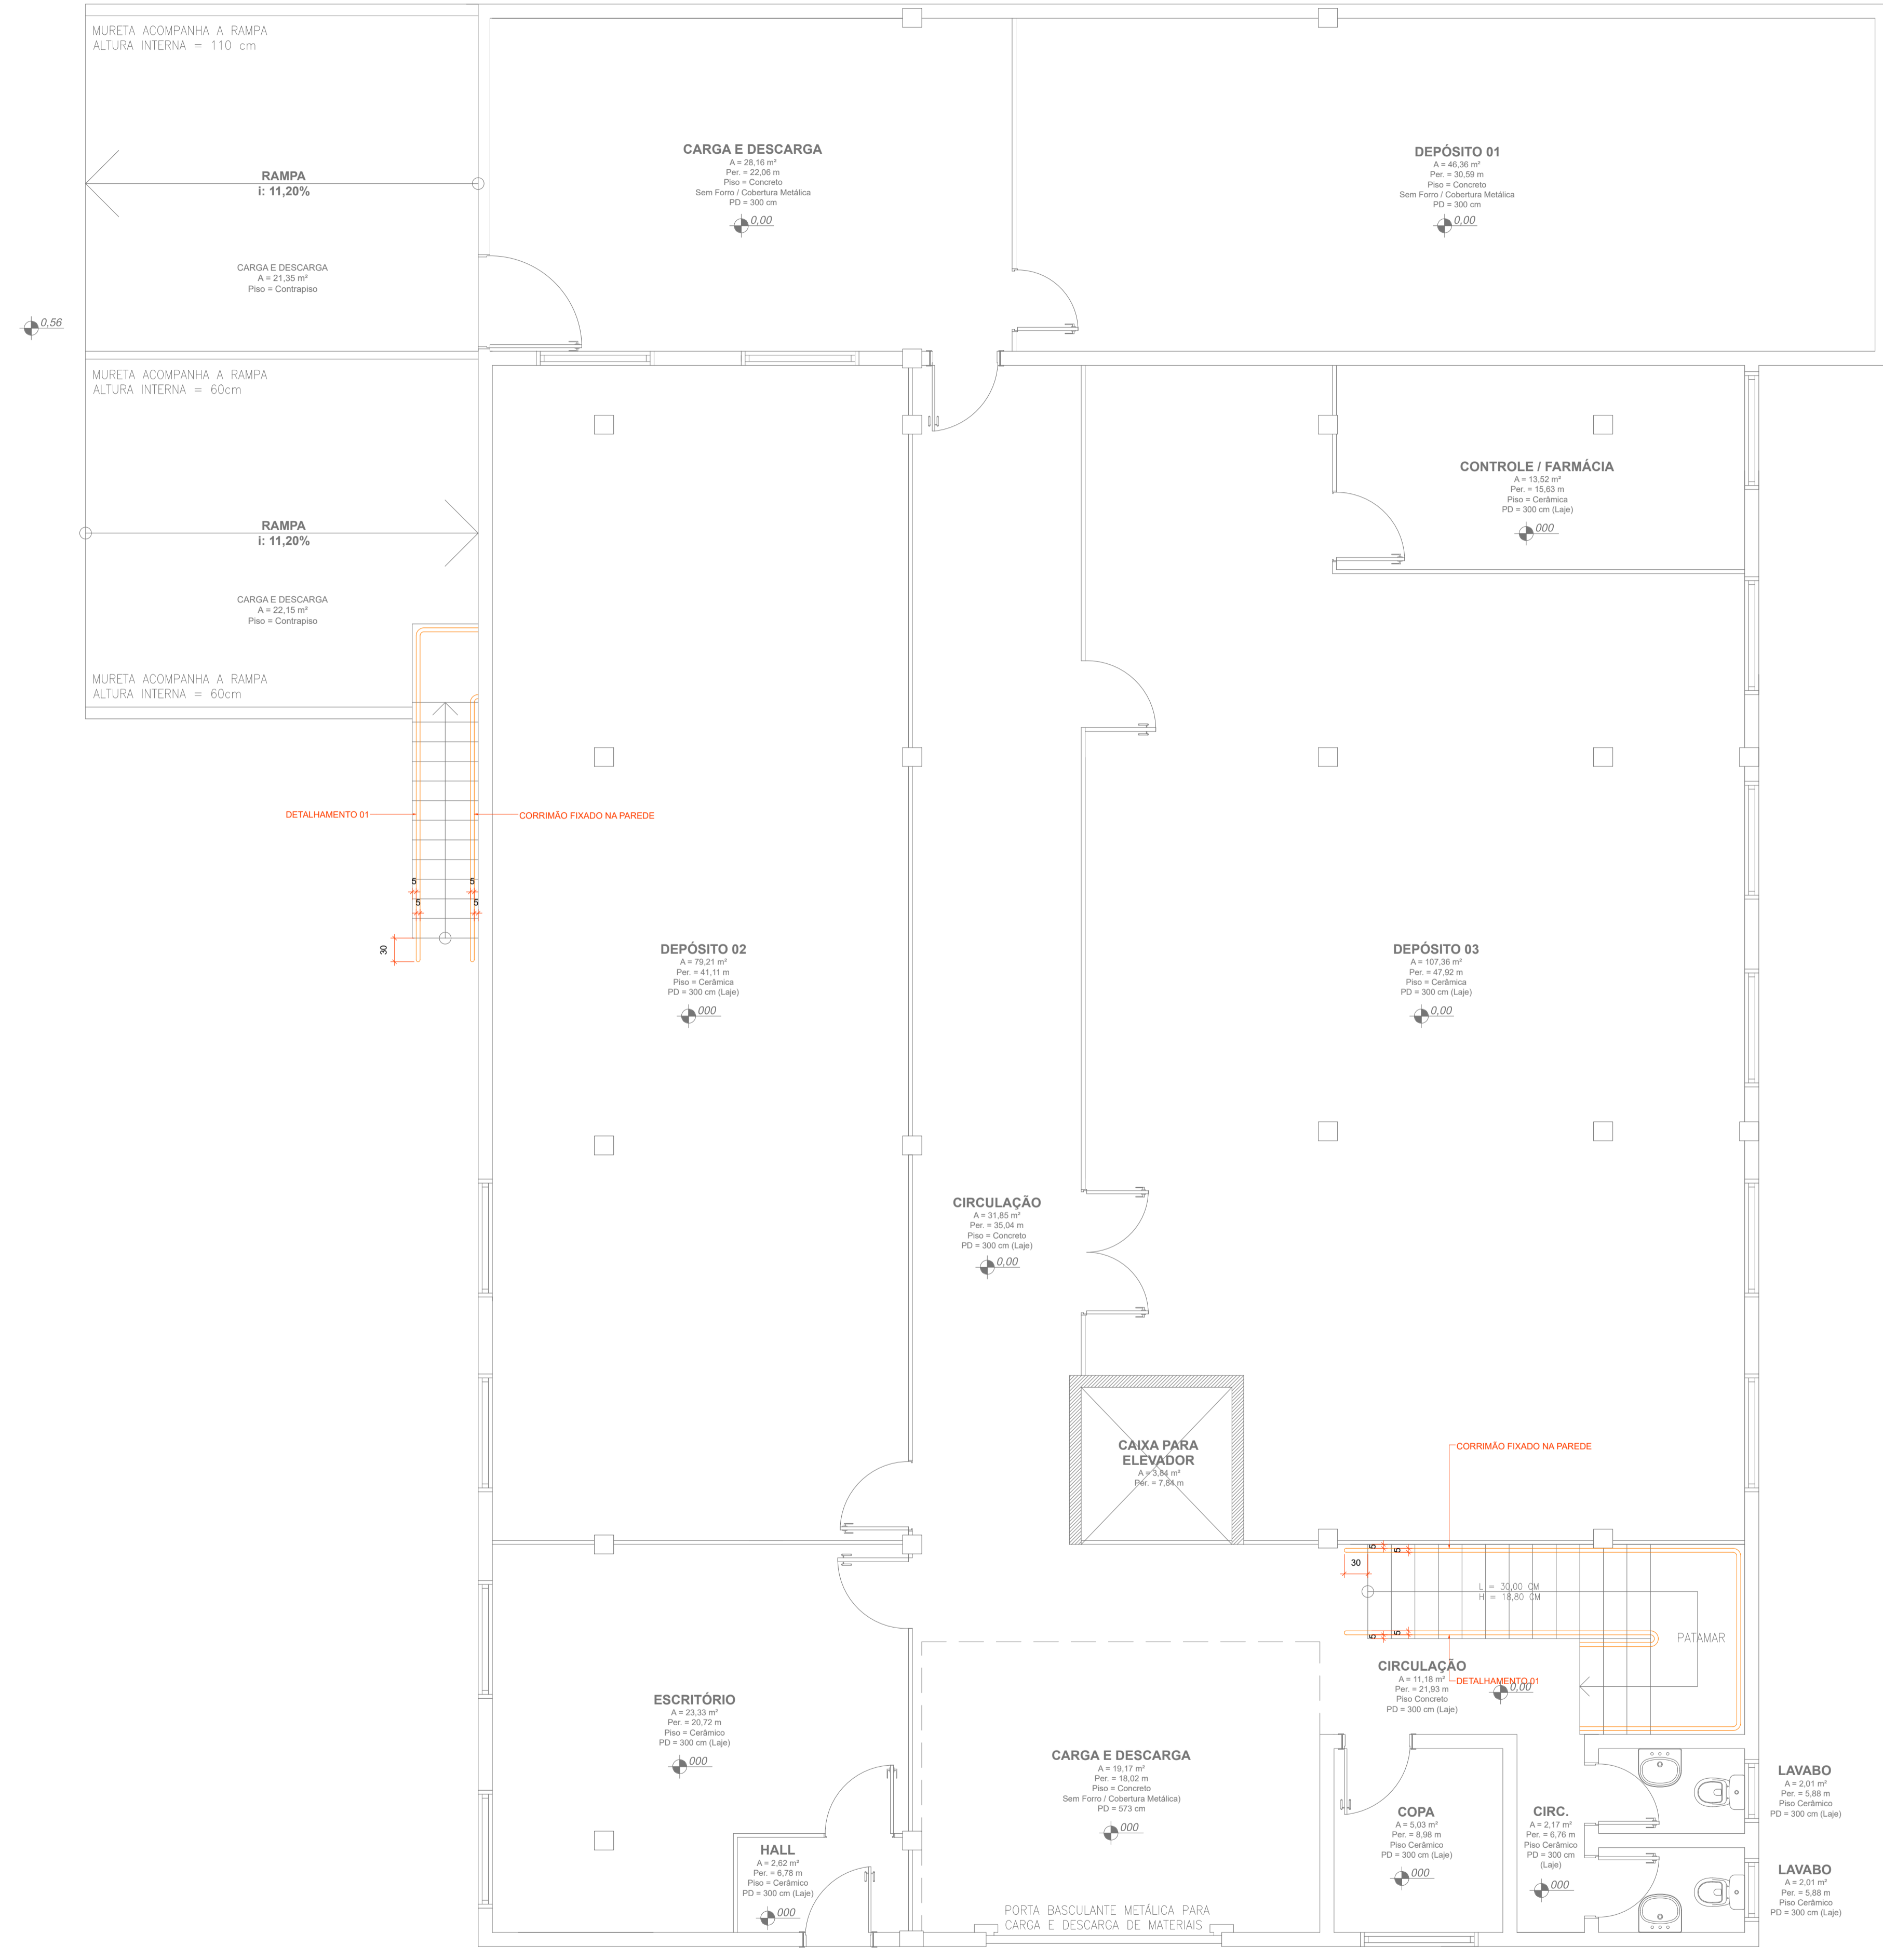 MURETA ACOMPANHA A RAMPA
ALTURA INTERNA = 110 cm
RAMPA
i: 11,20%
CARGA E DESCARGA
A = 21,35 m²
Piso = Contrapiso
0,56
CARGA E DESCARGA
A = 28,16 m²
Per. = 22,06 m
Piso = Concreto
Sem Forro / Cobertura Metálica
PD = 300 cm
0,00
DEPÓSITO 01
A = 46,36 m²
Per. = 30,59 m
Piso = Concreto
Sem Forro / Cobertura Metálica
PD = 300 cm
0,00
MURETA ACOMPANHA A RAMPA
ALTURA INTERNA = 60cm
RAMPA
i: 11,20%
CARGA E DESCARGA
A = 22,15 m²
Piso = Contrapiso
MURETA ACOMPANHA A RAMPA
ALTURA INTERNA = 60cm
CONTROLE / FARMÁCIA
A = 13,52 m²
Per. = 15,63 m
Piso = Cerâmica
PD = 300 cm (Laje)
000
DETALHAMENTO 01
CORRIMÃO FIXADO NA PAREDE
5
5
5
5
30
DEPÓSITO 02
A = 79,21 m²
Per. = 41,11 m
Piso = Cerâmica
PD = 300 cm (Laje)
000
DEPÓSITO 03
A = 107,36 m²
Per. = 47,92 m
Piso = Cerâmica
PD = 300 cm (Laje)
0,00
CIRCULAÇÃO
A = 31,85 m²
Per. = 35,04 m
Piso = Concreto
PD = 300 cm (Laje)
0,00
CAIXA PARA
ELEVADOR
A = 3,84 m²
Per. = 7,84 m
CORRIMÃO FIXADO NA PAREDE
5
5
30
L = 30,00 CM
H = 18,80 CM
5
5
PATAMAR
CIRCULAÇÃO
A = 11,18 m²
Per. = 21,93 m
Piso Concreto
PD = 300 cm (Laje)
DETALHAMENTO 01
0,00
ESCRITÓRIO
A = 23,33 m²
Per. = 20,72 m
Piso = Cerâmico
PD = 300 cm (Laje)
000
CARGA E DESCARGA
A = 19,17 m²
Per. = 18,02 m
Piso = Concreto
Sem Forro / Cobertura Metálica)
PD = 573 cm
000
HALL
A = 2,62 m²
Per. = 6,78 m
Piso = Cerâmico
PD = 300 cm (Laje)
000
COPA
A = 5,03 m²
Per. = 8,98 m
Piso Cerâmico
PD = 300 cm (Laje)
000
CIRC.
A = 2,17 m²
Per. = 6,76 m
Piso Cerâmico
PD = 300 cm
(Laje)
000
LAVABO
A = 2,01 m²
Per. = 5,88 m
Piso Cerâmico
PD = 300 cm (Laje)
LAVABO
A = 2,01 m²
Per. = 5,88 m
Piso Cerâmico
PD = 300 cm (Laje)
PORTA BASCULANTE METÁLICA PARA
CARGA E DESCARGA DE MATERIAIS